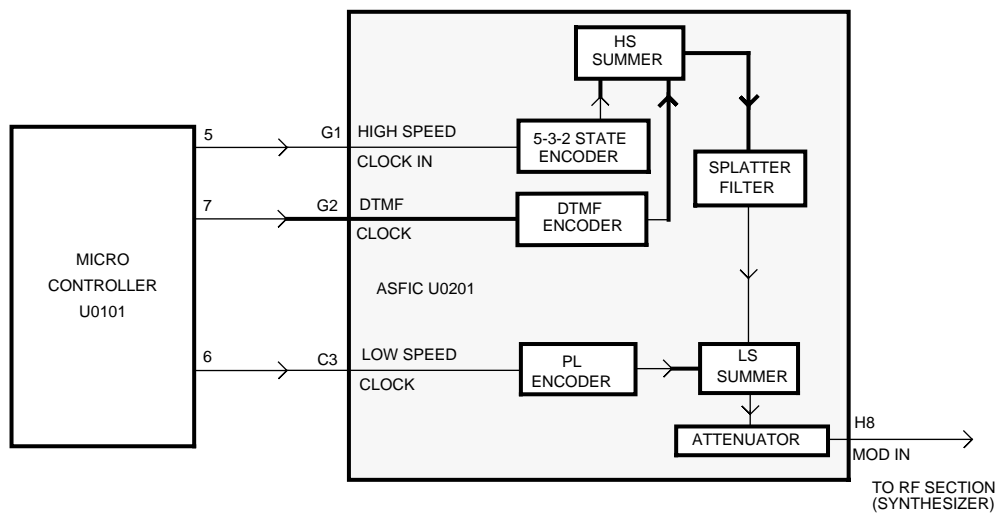 HS
SUMMER
5
G1
HIGH SPEED
CLOCK IN
5-3-2 STATE
ENCODER
SPLATTER
FILTER
7
G2
DTMF
CLOCK
DTMF
ENCODER
MICRO
CONTROLLER
U0101
ASFIC U0201
6
C3
LOW SPEED
CLOCK
PL
ENCODER
LS
SUMMER
ATTENUATOR
H8
MOD IN
TO RF SECTION
(SYNTHESIZER)